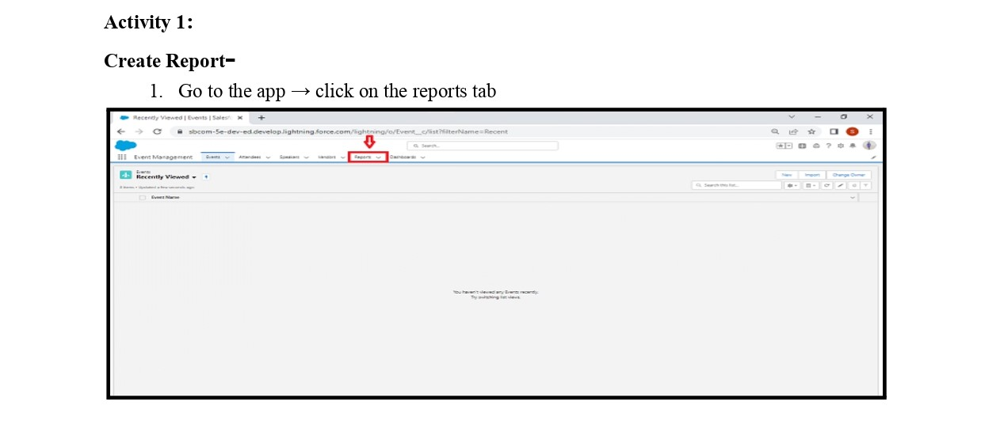 Activity 1:
Create Report-
1. Go to the app → click on the reports tab
Recently Viewed | Events | Salesf
sbcom-5e-dev-ed.develop.lightning.force.com/lightning/o/Event__c/list?filterName=Recent
S
Search...
Event Management Events Attendees Speakers Vendors Reports Dashboards
Events
Recently Viewed
New Import Change Owner
0 items • Updated a few seconds ago
Search this list...
Event Name
You haven't viewed any Events recently.
Try switching list views.